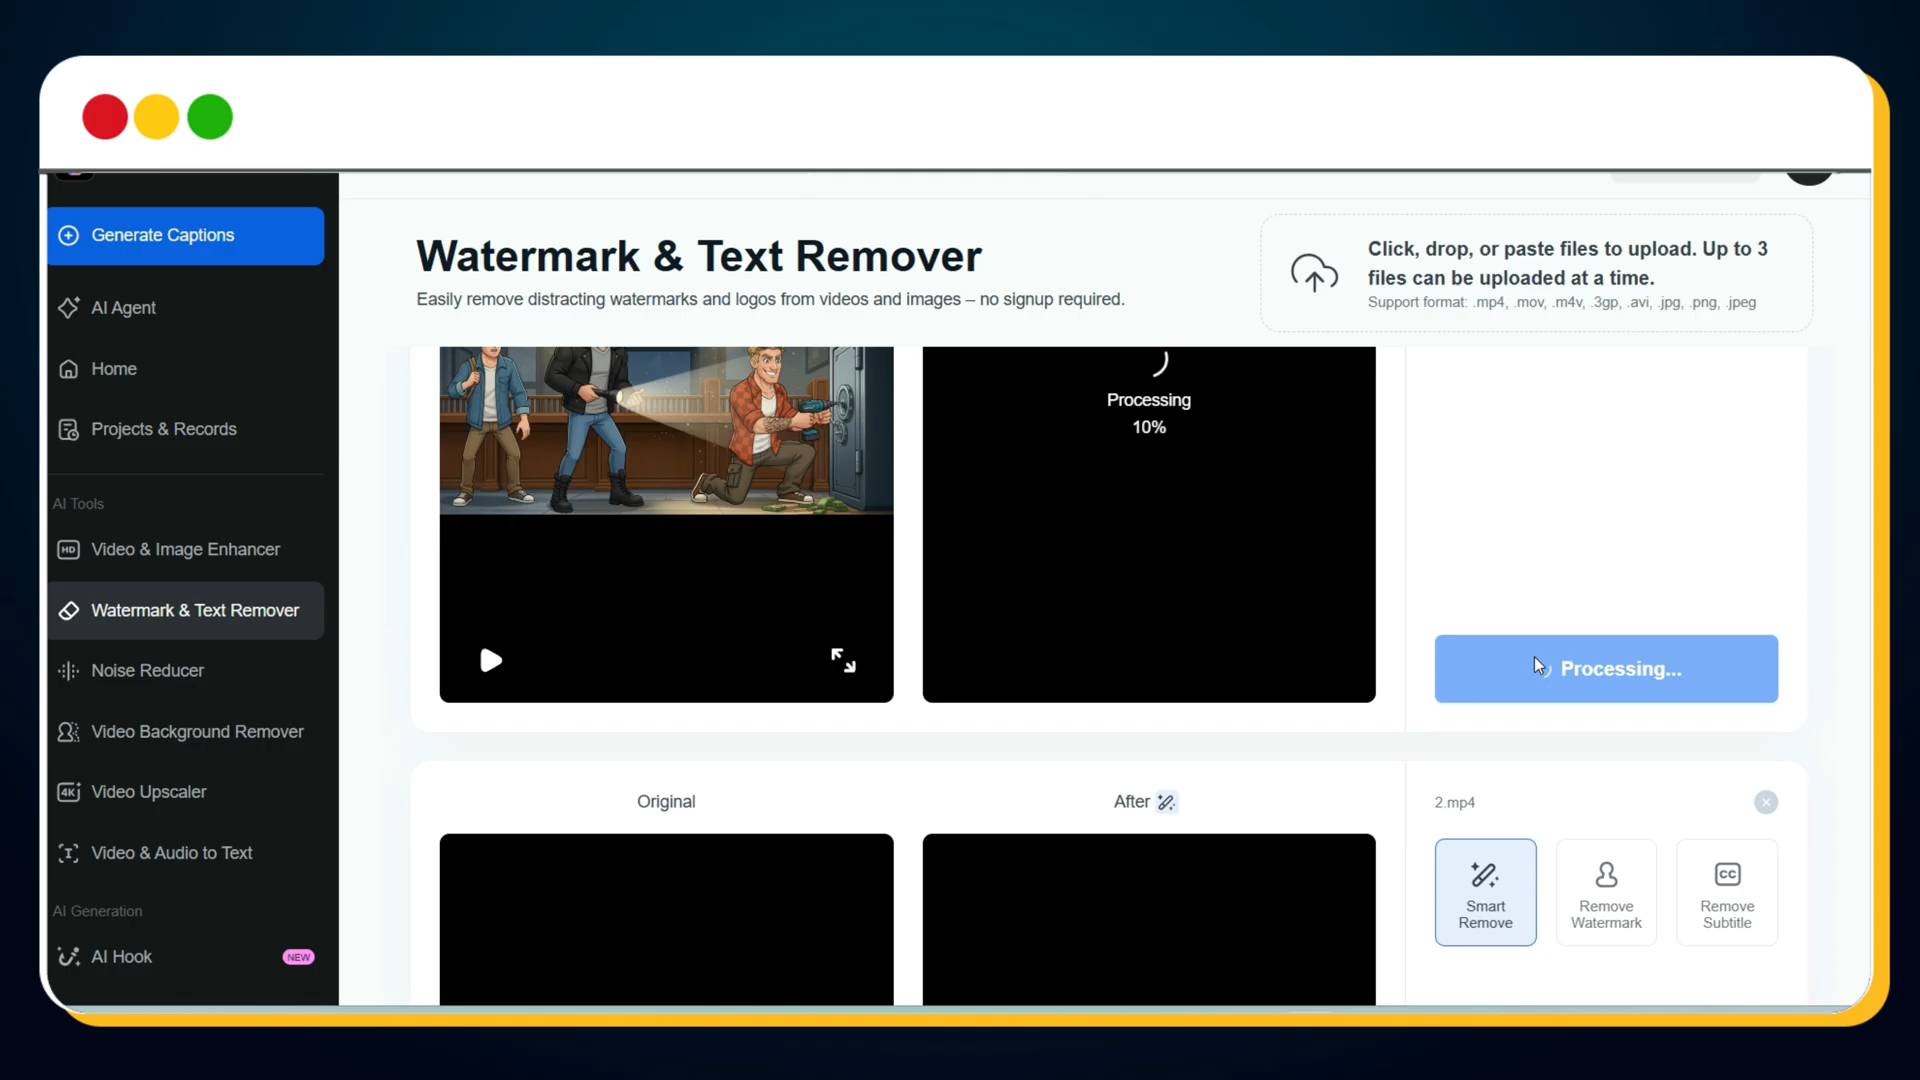 Generate Captions
AI Agent
Home
Projects & Records
AI Tools
HD
Video & Image Enhancer
Watermark & Text Remover
Noise Reducer
Video Background Remover
4K
Video Upscaler
T
Video & Audio to Text
AI Generation
AI Hook
NEW
Watermark & Text Remover
Easily remove distracting watermarks and logos from videos and images – no signup required.
Click, drop, or paste files to upload. Up to 3
files can be uploaded at a time.
Support format: .mp4, .mov, .m4v, .3gp, .avi, .jpg, .png, .jpeg
Processing
10%
Processing...
Original
After
2.mp4
Smart
Remove
Remove
Watermark
CC
Remove
Subtitle